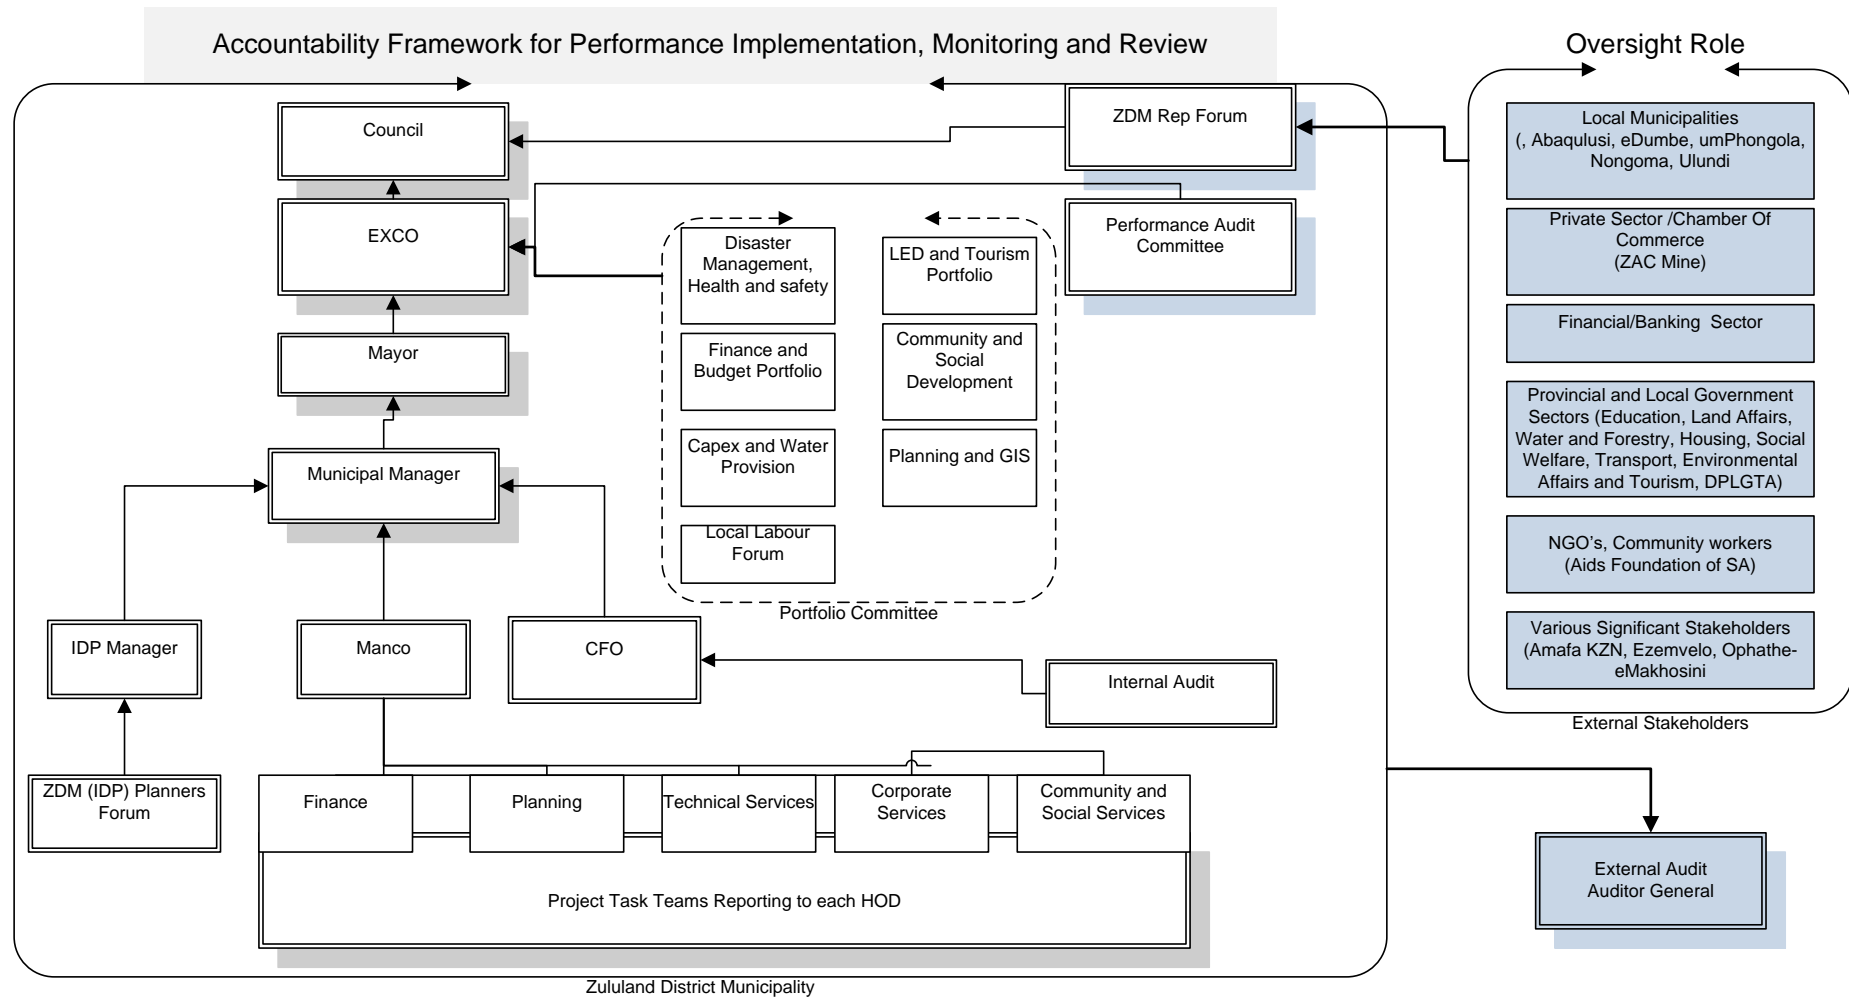 Accountability Framework for Performance Implementation, Monitoring and Review
Oversight Role
Council
ZDM Rep Forum
EXCO
Performance Audit
Committee
Mayor
Municipal Manager
Disaster
Management,
Health and safety
LED and Tourism
Portfolio
Finance and
Budget Portfolio
Community and
Social
Development
Capex and Water
Provision
Planning and GIS
Local Labour
Forum
Portfolio Committee
IDP Manager
Manco
CFO
Internal Audit
ZDM (IDP) Planners
Forum
Finance
Planning
Technical Services
Corporate
Services
Community and
Social Services
Project Task Teams Reporting to each HOD
Zululand District Municipality
Local Municipalities
(, Abaqulusi, eDumbe, umPhongola,
Nongoma, Ulundi
Private Sector /Chamber Of
Commerce
(ZAC Mine)
Financial/Banking  Sector
Provincial and Local Government
Sectors (Education, Land Affairs,
Water and Forestry, Housing, Social
Welfare, Transport, Environmental
Affairs and Tourism, DPLGTA)
NGO’s, Community workers
(Aids Foundation of SA)
Various Significant Stakeholders
(Amafa KZN, Ezemvelo, Ophathe-
eMakhosini
External Stakeholders
External Audit
Auditor General